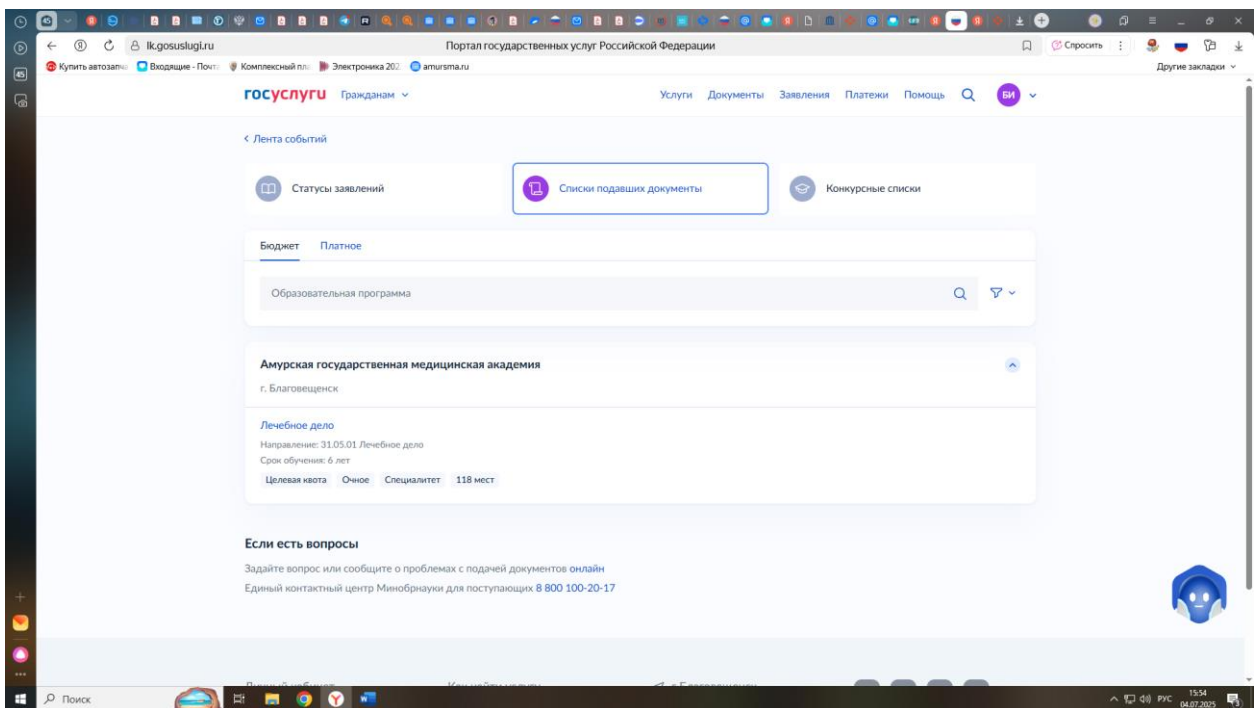 45
lk.gosuslugi.ru
Портал государственных услуг Российской Федерации
Спросить
Купить автозапча
Входящие - Почта
Комплексный пла
Электроника 202
amursma.ru
Другие закладки
45
госуслуги Гражданам
Услуги Документы Заявления Платежи Помощь БИ
Лента событий
Статусы заявлений
Списки подавших документы
Конкурсные списки
Бюджет Платное
Образовательная программа
Амурская государственная медицинская академия
г. Благовещенск
Лечебное дело
Направление: 31.05.01 Лечебное дело
Срок обучения: 6 лет
Целевая квота Очное Специалитет 118 мест
Если есть вопросы
Задайте вопрос или сообщите о проблемах с подачей документов онлайн
Единый контактный центр Минобрнауки для поступающих 8 800 100-20-17
Поиск
РУС
15:54
04.07.2025